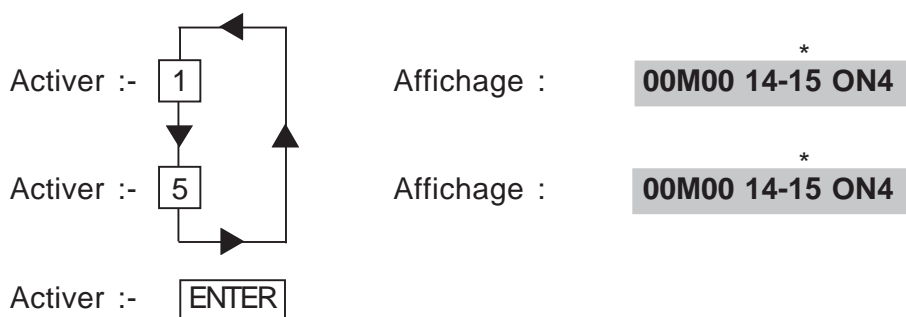 *
Activer :- 1 Affichage : 00M00 14-15 ON4
*
Activer :- 5 Affichage : 00M00 14-15 ON4
Activer :- ENTER